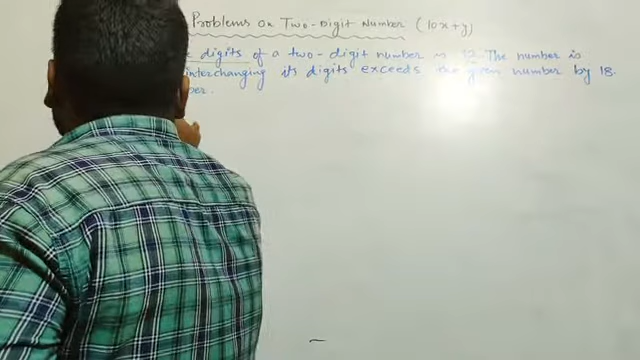 Problems on Two-Digit Number (10x+y)
digits of a two-digit number is 12. The number is
interchanging its digits exceeds the given number by 18.